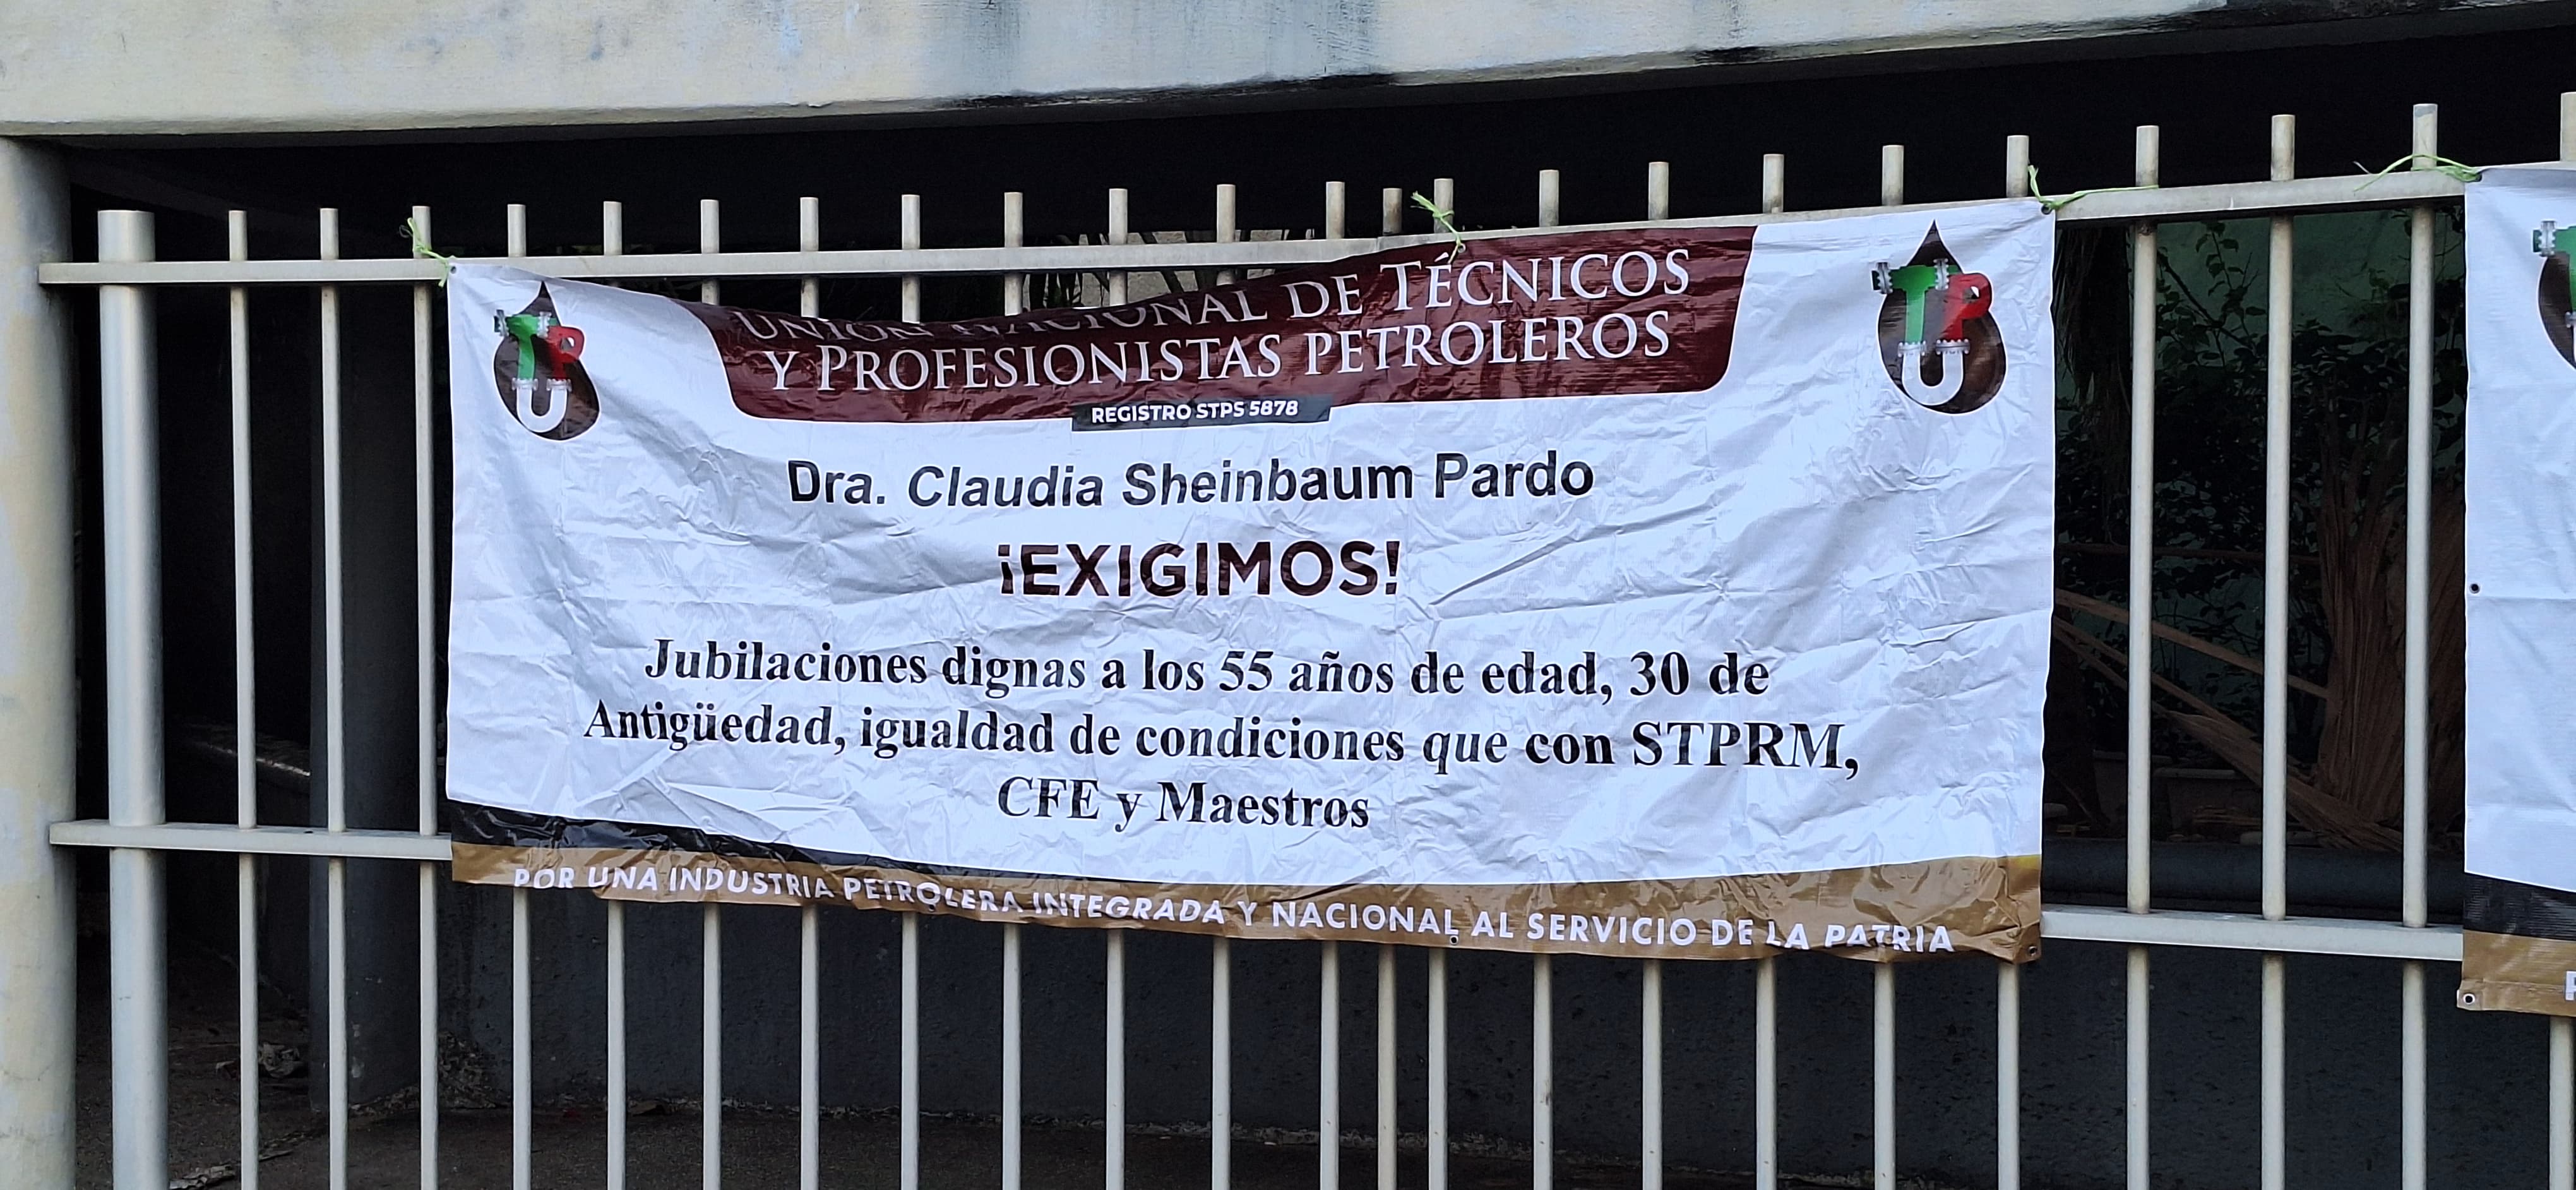 UNIÓN NACIONAL DE TÉCNICOS
Y PROFESIONISTAS PETROLEROS
REGISTRO STPS 5878
TPU
TPU
Dra. Claudia Sheinbaum Pardo
¡EXIGIMOS!
Jubilaciones dignas a los 55 años de edad, 30 de
Antigüedad, igualdad de condiciones que con STPRM,
CFE y Maestros
POR UNA INDUSTRIA PETROLERA INTEGRADA Y NACIONAL AL SERVICIO DE LA PATRIA